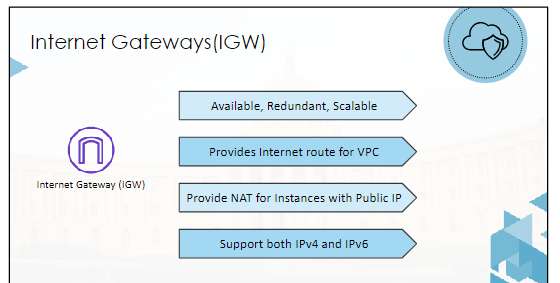 Internet Gateways(IGW)
Available, Redundant, Scalable
Provides Internet route for VPC
Internet Gateway (IGW)
Provide NAT for Instances with Public IP
Support both IPv4 and IPv6